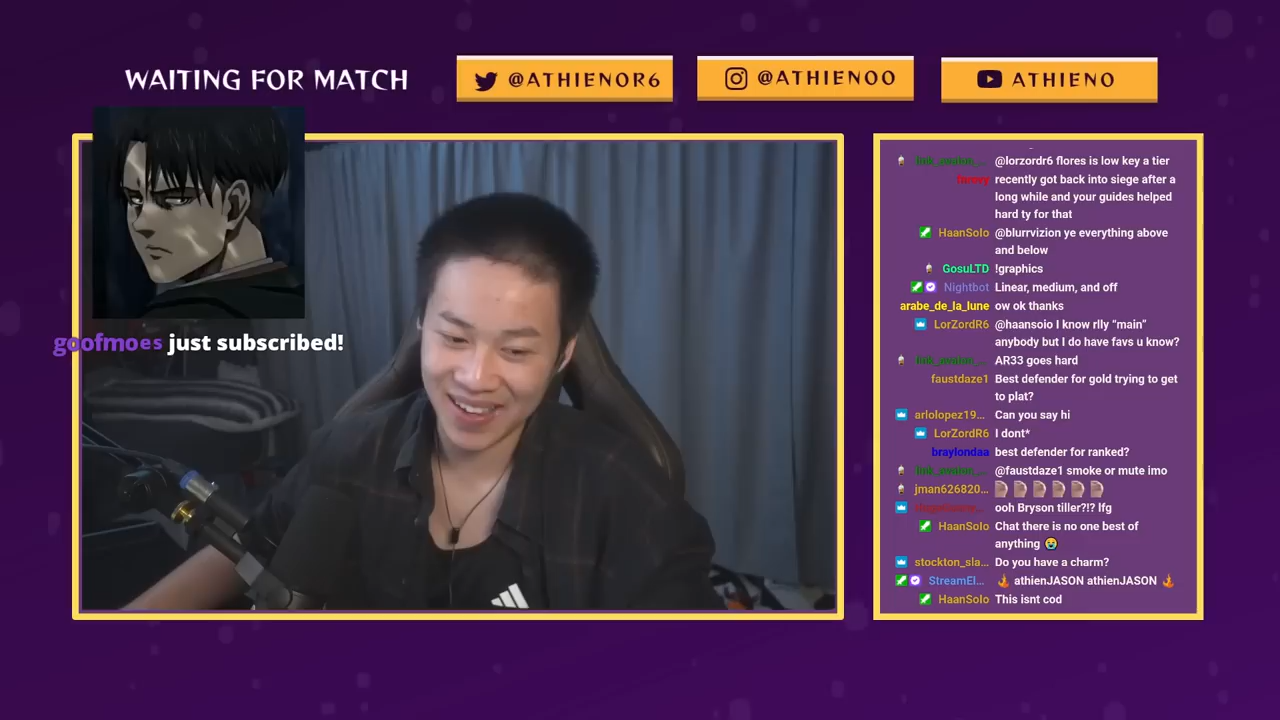 WAITING FOR MATCH
@ATHIENOR6
@ATHIENOO
ATHIENO
goofmoes just subscribed!
@lorzordr6 flores is low key a tier
recently got back into siege after a
long while and your guides helped
hard ty for that
HaanSolo @blurrvizion ye everything above
and below
GosuLTD !graphics
Nightbot Linear, medium, and off
arabe_de_la_lune ow ok thanks
LorZordR6 @haansoio I know rlly “main”
anybody but I do have favs u know?
AR33 goes hard
faustdaze1 Best defender for gold trying to get
to plat?
arlolopez19... Can you say hi
LorZordR6 I dont*
braylondaa best defender for ranked?
@faustdaze1 smoke or mute imo
jman626820...
ooh Bryson tiller?!? lfg
HaanSolo Chat there is no one best of
anything 😭
stockton_sla... Do you have a charm?
StreamEl... 🔥 athienJASON athienJASON 🔥
HaanSolo This isnt cod